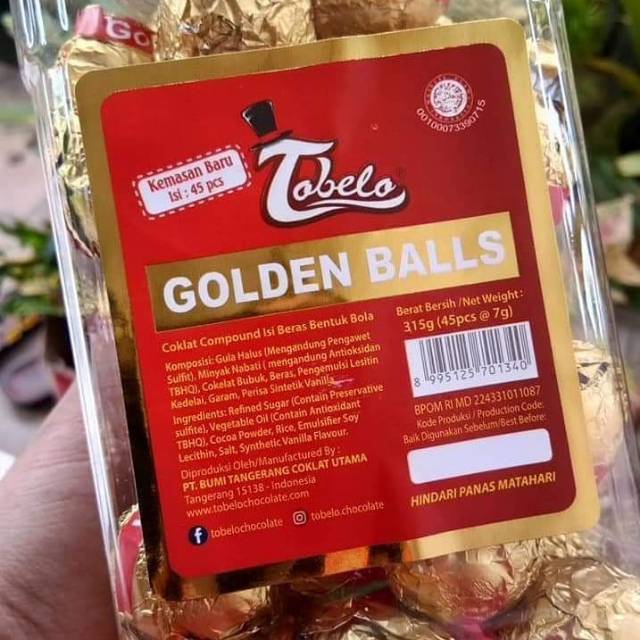 Go
Kemasan Baru
Isi : 45 pcs
Tobelo
00100073390715
GOLDEN BALLS
Coklat Compound Isi Beras Bentuk Bola
Komposisi: Gula Halus (Mengandung Pengawet
Sulfit), Minyak Nabati ( mengandung Antioksidan
TBHQ), Cokelat Bubuk, Beras, Pengemulsi Lesitin
Kedelai, Garam, Perisa Sintetik Vanilla.
Ingredients: Refined Sugar (Contain Preservative
sulfite), Vegetable Oil (Contain Antioxidant
TBHQ), Cocoa Powder, Rice, Emulsifier Soy
Lecithin, Salt, Synthetic Vanilla Flavour.
Diproduksi Oleh/Manufactured By :
PT. BUMI TANGERANG COKLAT UTAMA
Tangerang 15138 - Indonesia
www.tobelochocolate.com
tobelochocolate
tobelo.chocolate
Berat Bersih /Net Weight :
315g (45pcs @ 7g)
8 995125 701340
BPOM RI MD 224331011087
Kode Produksi / Production Code:
Baik Digunakan Sebelum/Best Before:
HINDARI PANAS MATAHARI